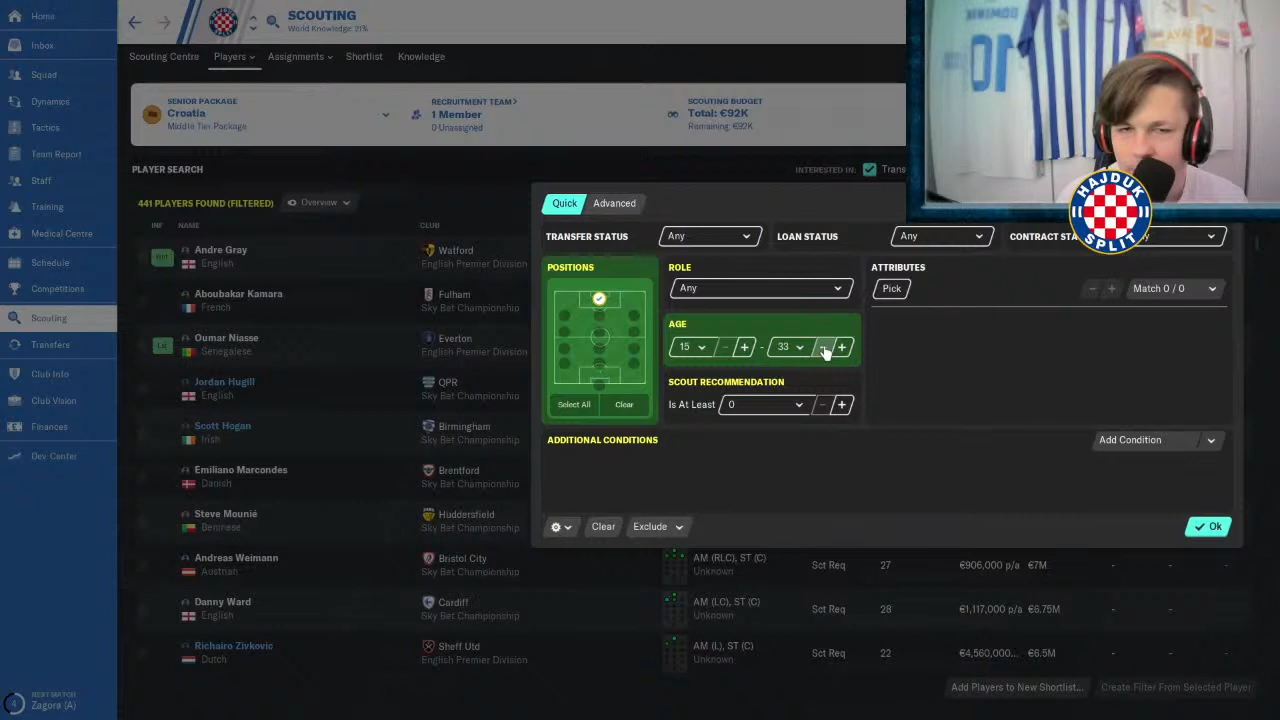 Home
Inbox
Squad
Dynamics
Tactics
Team Report
Staff
Training
Medical Centre
Schedule
Competitions
Scouting
Transfers
Club Info
Club Vision
Finances
Dev. Center
NEXT MATCH
Zagora (A)
SCOUTING
World Knowledge 21%
Scouting Centre
Players
Assignments
Shortlist
Knowledge
SENIOR PACKAGE
Croatia
Middle Tier Package
RECRUITMENT TEAM>
1 Member
0 Unassigned
SCOUTING BUDGET
Total: €92K
Remaining: €92K
PLAYER SEARCH
INTERESTED IN:
Trans
441 PLAYERS FOUND (FILTERED)
Overview
INF NAME CLUB
Andre Gray
English
Watford
English Premier Division
Aboubakar Kamara
French
Fulham
Sky Bet Championship
Oumar Niasse
Senegalese
Everton
English Premier Division
Jordan Hugill
English
QPR
Sky Bet Championship
Scott Hogan
Irish
Birmingham
Sky Bet Championship
Emiliano Marcondes
Danish
Brentford
Sky Bet Championship
Steve Mounié
Beninese
Huddersfield
Sky Bet Championship
Andreas Weimann
Austrian
Bristol City
Sky Bet Championship
AM (RLC), ST (C)
Unknown
Sct Req 27 €906,000 p/a €7M - - -
Danny Ward
English
Cardiff
Sky Bet Championship
AM (LC), ST (C)
Unknown
Sct Req 28 €1,117,000 p/a €6.75M - - -
Richairo Zivkovic
Dutch
Sheff Utd
English Premier Division
AM (L), ST (C)
Unknown
Sct Req 22 €4,560,000... €6.5M - - -
Add Players to New Shortlist...
Create Filter From Selected Player
Quick
Advanced
TRANSFER STATUS
Any
LOAN STATUS
Any
CONTRACT STA
POSITIONS
Select All
Clear
ROLE
Any
AGE
15 - + - 33 - +
SCOUT RECOMMENDATION
Is At Least 0 - +
ATTRIBUTES
Pick
- +
Match 0 / 0
ADDITIONAL CONDITIONS
Add Condition
Clear
Exclude
Ok
HAJDUK
SPLIT
10